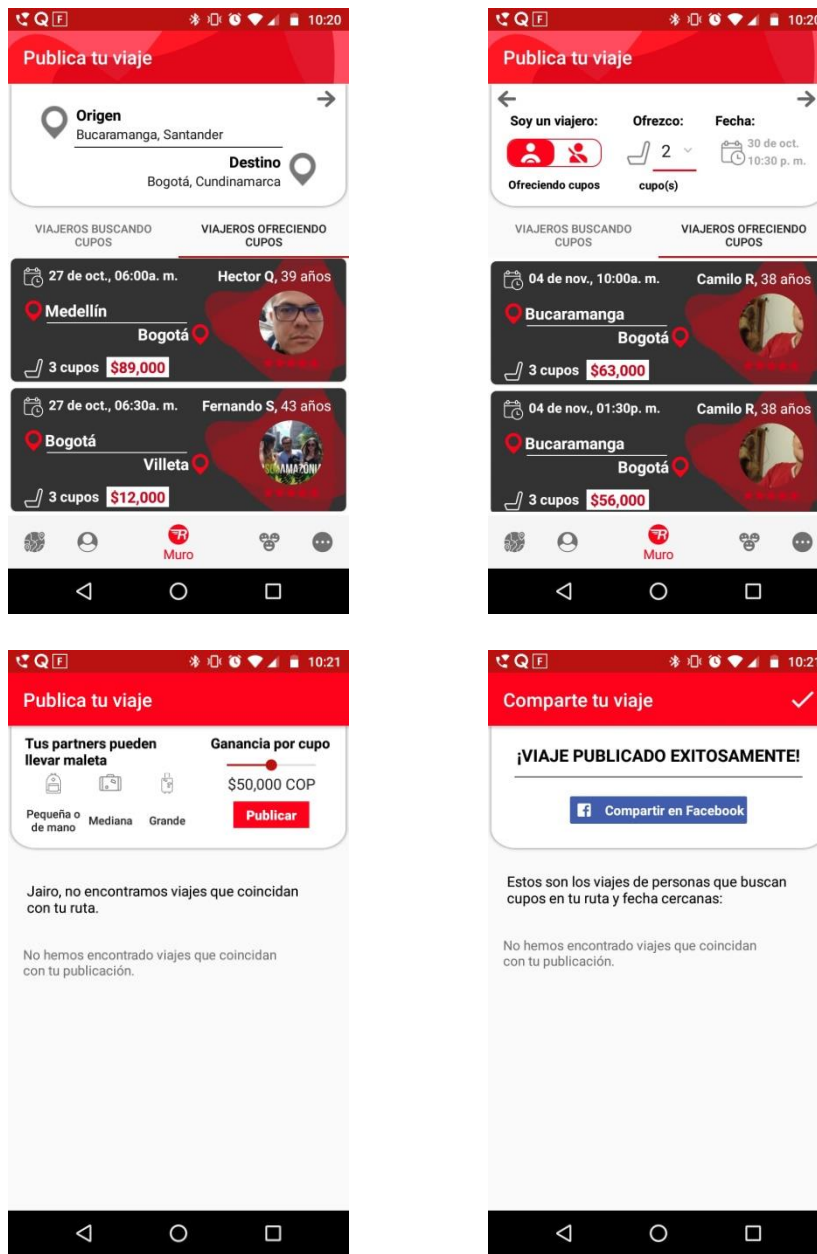 Q F 10:20
Publica tu viaje
Origen
Bucaramanga, Santander
Destino
Bogotá, Cundinamarca
VIAJEROS BUSCANDO CUPOS
VIAJEROS OFRECIENDO CUPOS
27 de oct., 06:00a. m. Hector Q, 39 años
Medellín
Bogotá
3 cupos $89,000
27 de oct., 06:30a. m. Fernando S, 43 años
Bogotá
Villeta
3 cupos $12,000
Muro
Q F 10:20
Publica tu viaje
Soy un viajero: Ofrezco: Fecha:
2 30 de oct.
10:30 p. m.
Ofreciendo cupos cupo(s)
VIAJEROS BUSCANDO CUPOS
VIAJEROS OFRECIENDO CUPOS
04 de nov., 10:00a. m. Camilo R, 38 años
Bucaramanga
Bogotá
3 cupos $63,000
04 de nov., 01:30p. m. Camilo R, 38 años
Bucaramanga
Bogotá
3 cupos $56,000
Muro
Q F 10:21
Publica tu viaje
Tus partners pueden
llevar maleta
Ganancia por cupo
$50,000 COP
Pequeña o
de mano
Mediana
Grande
Publicar
Jairo, no encontramos viajes que coincidan
con tu ruta.
No hemos encontrado viajes que coincidan
con tu publicación.
Q F 10:21
Comparte tu viaje
¡VIAJE PUBLICADO EXITOSAMENTE!
Compartir en Facebook
Estos son los viajes de personas que buscan
cupos en tu ruta y fecha cercanas:
No hemos encontrado viajes que coincidan
con tu publicación.